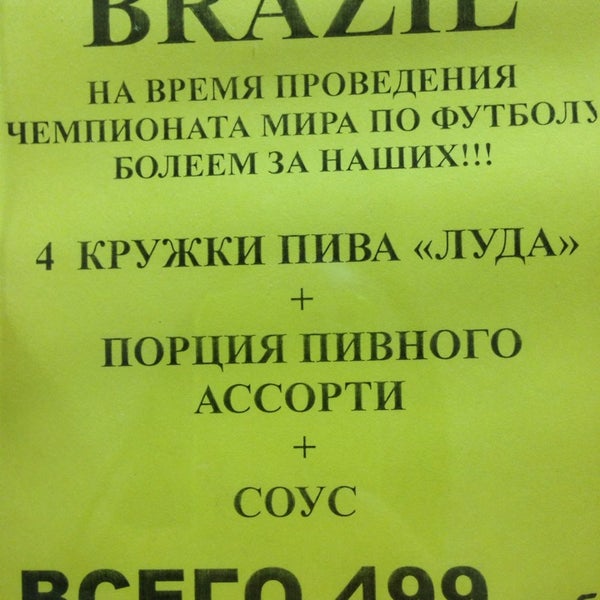 BRAZIL
НА ВРЕМЯ ПРОВЕДЕНИЯ
ЧЕМПИОНАТА МИРА ПО ФУТБОЛУ
БОЛЕЕМ ЗА НАШИХ!!!
4 КРУЖКИ ПИВА «ЛУДА»
+
ПОРЦИЯ ПИВНОГО
АССОРТИ
+
СОУС
ВСЕГО 499